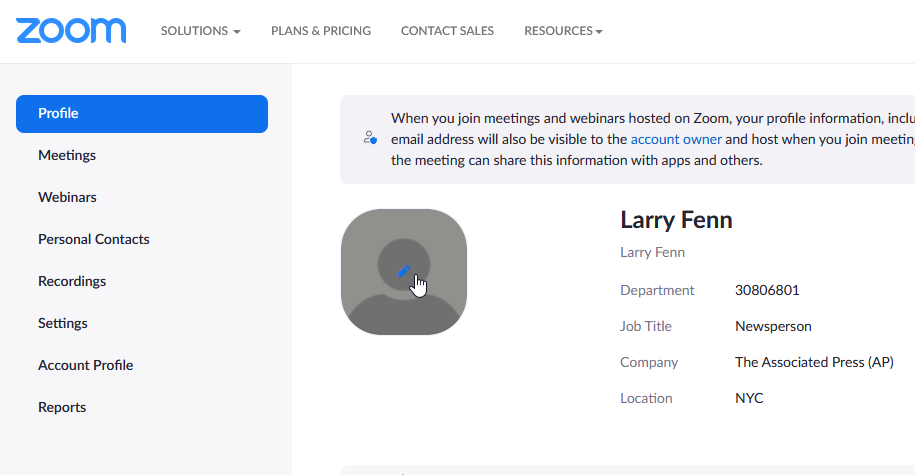 zoom SOLUTIONS PLANS & PRICING CONTACT SALES RESOURCES
Profile
Meetings
Webinars
Personal Contacts
Recordings
Settings
Account Profile
Reports
When you join meetings and webinars hosted on Zoom, your profile information, inclu
email address will also be visible to the account owner and host when you join meeting
the meeting can share this information with apps and others.
Larry Fenn
Larry Fenn
Department 30806801
Job Title Newsperson
Company The Associated Press (AP)
Location NYC